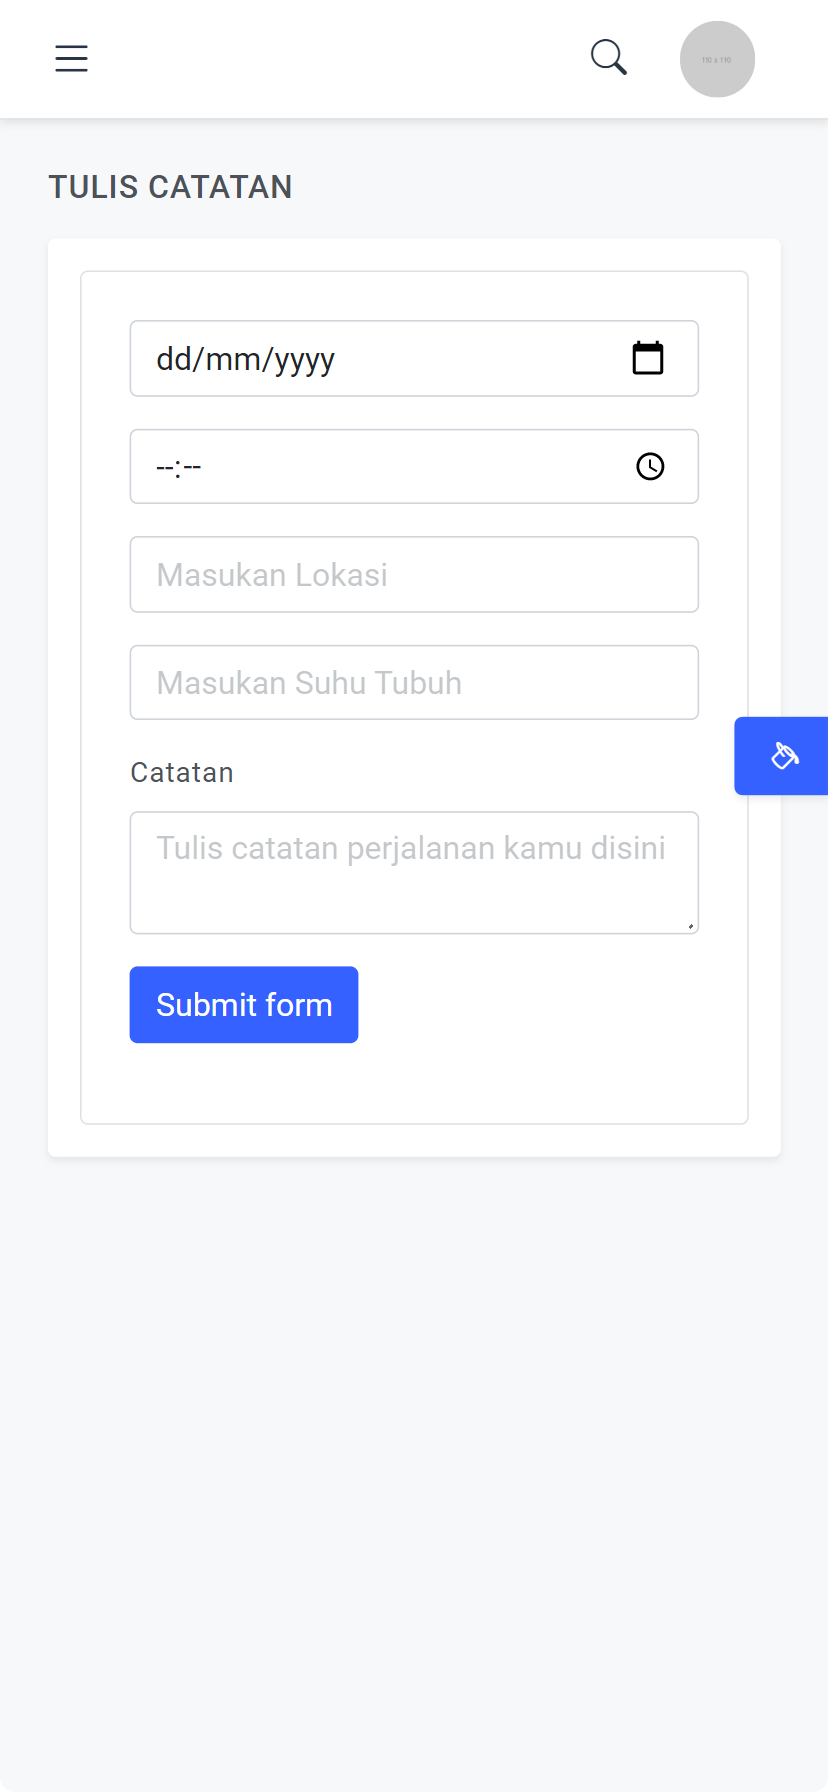 110 x 110
TULIS CATATAN
dd/mm/yyyy
--:--
Masukan Lokasi
Masukan Suhu Tubuh
Catatan
Tulis catatan perjalanan kamu disini
Submit form